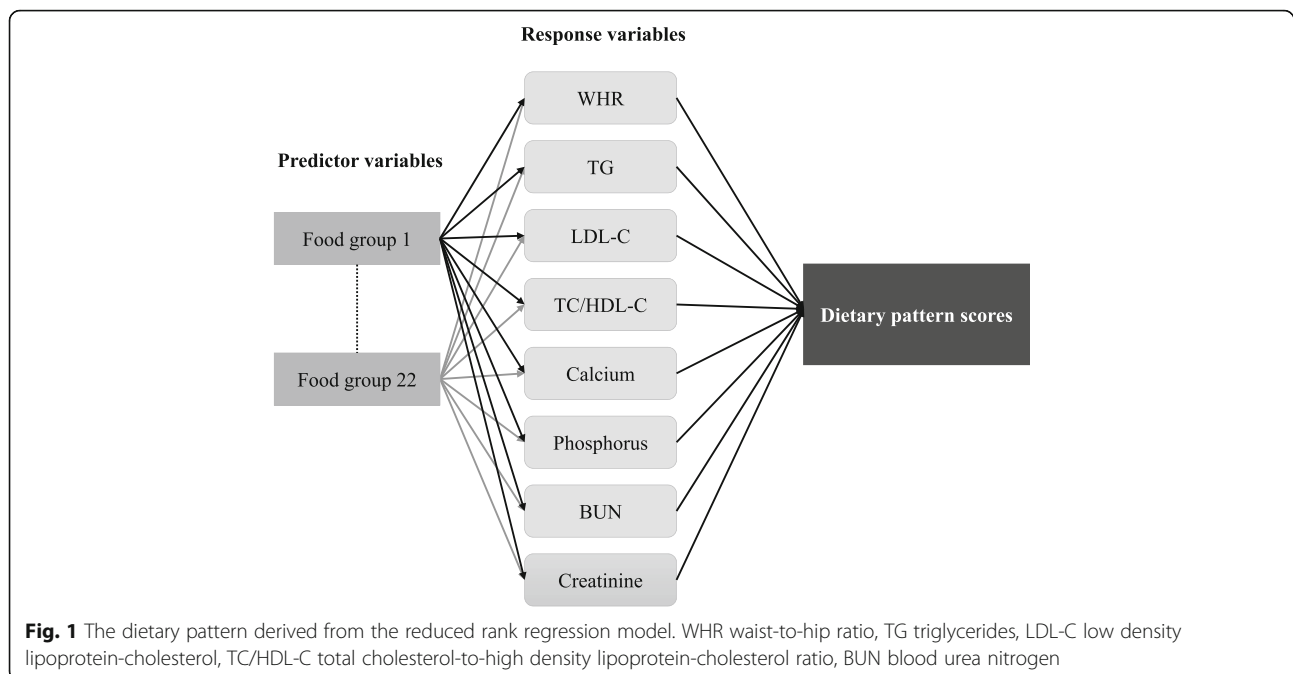 Response variables
Predictor variables
Food group 1
Food group 22
WHR
TG
LDL-C
TC/HDL-C
Calcium
Phosphorus
BUN
Creatinine
Dietary pattern scores
Fig. 1 The dietary pattern derived from the reduced rank regression model. WHR waist-to-hip ratio, TG triglycerides, LDL-C low density
lipoprotein-cholesterol, TC/HDL-C total cholesterol-to-high density lipoprotein-cholesterol ratio, BUN blood urea nitrogen